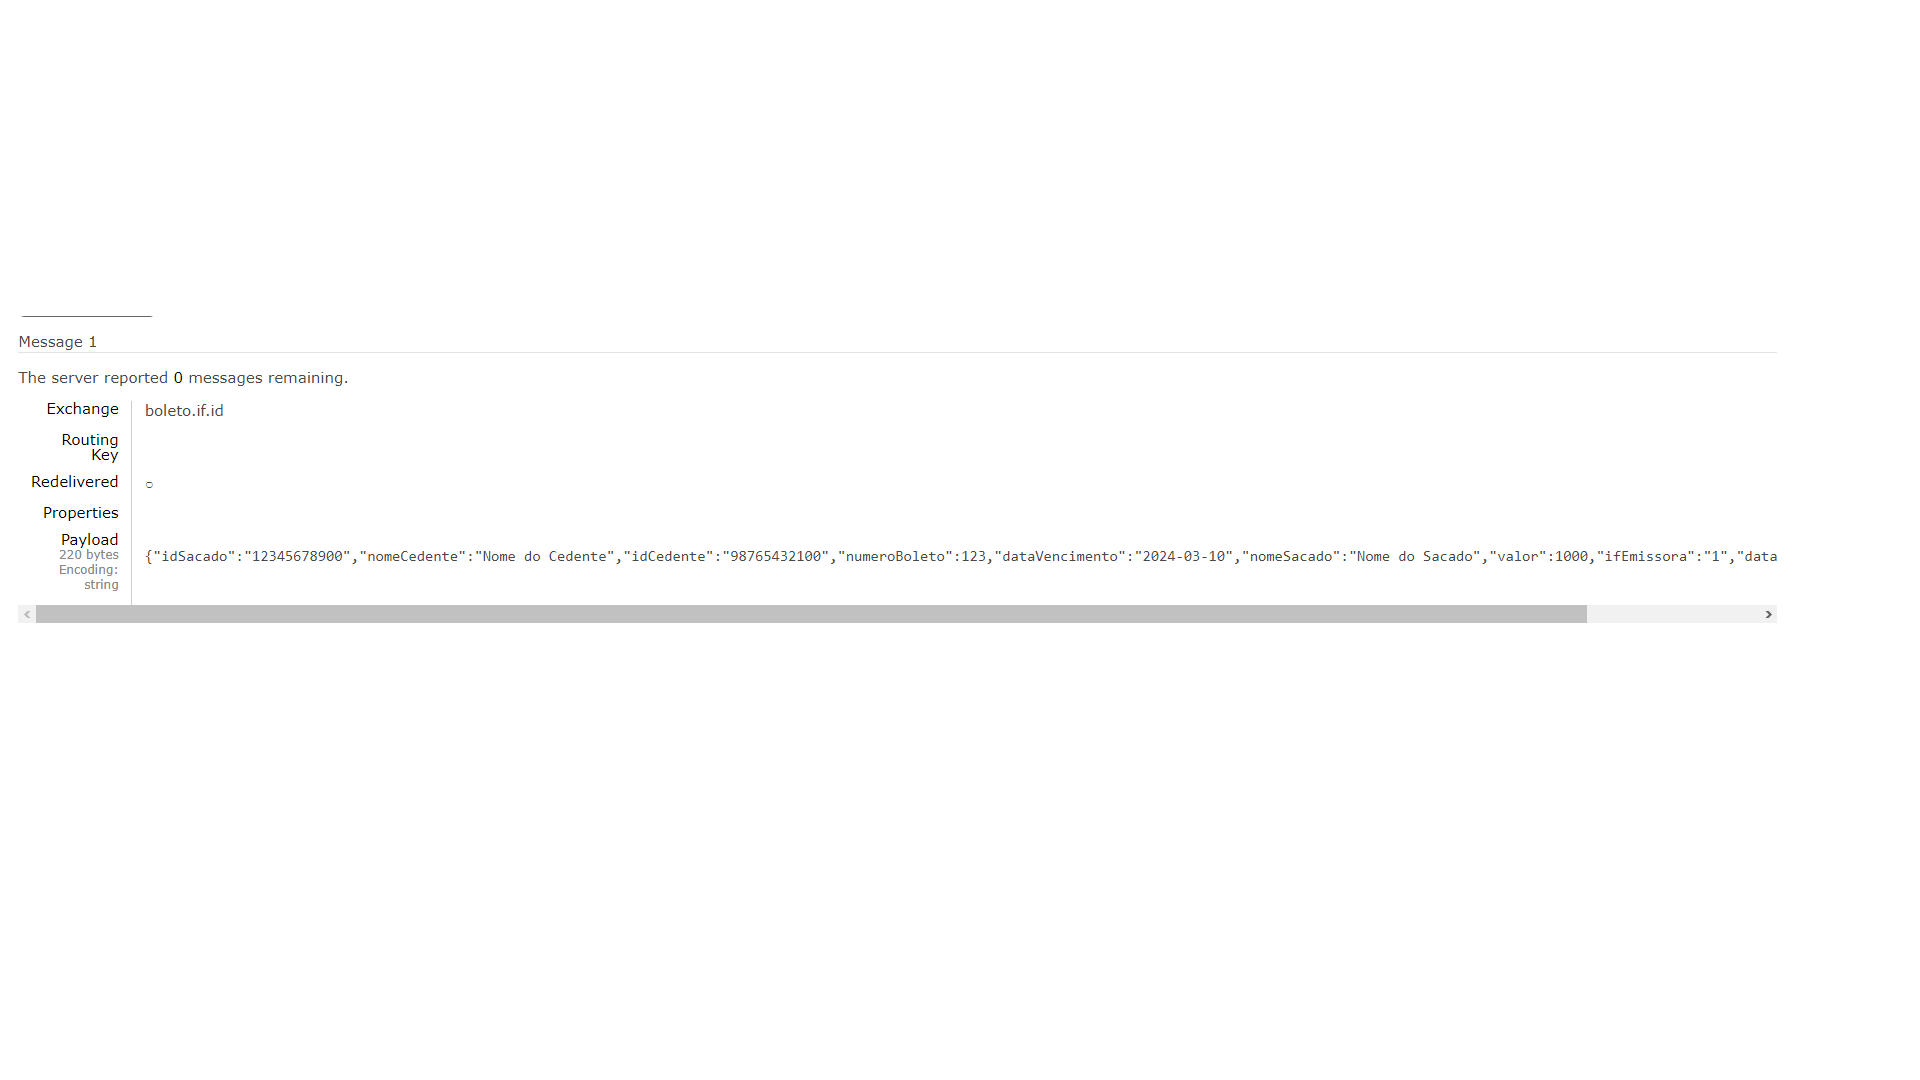 Message 1
The server reported 0 messages remaining.
Exchange
boleto.if.id
Routing
Key
Redelivered
○
Properties
Payload
220 bytes
Encoding:
string
{"idSacado":"12345678900","nomeCedente":"Nome do Cedente","idCedente":"98765432100","numeroBoleto":123,"dataVencimento":"2024-03-10","nomeSacado":"Nome do Sacado","valor":1000,"ifEmissora":"1","data